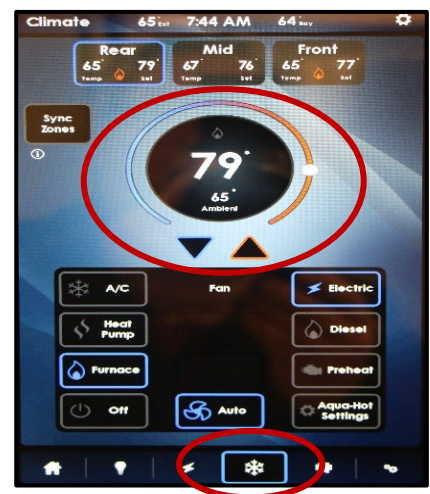 Climate 65° Ext 7:44 AM 64° Bay
Rear Mid Front
65° 79° 67° 76° 65° 77°
Temp Set Temp Set Temp Set
Sync
Zones
79°
65°
Ambient
A/C Fan Electric
Heat
Pump Diesel
Furnace Preheat
Off Auto Aqua-Hot
Settings